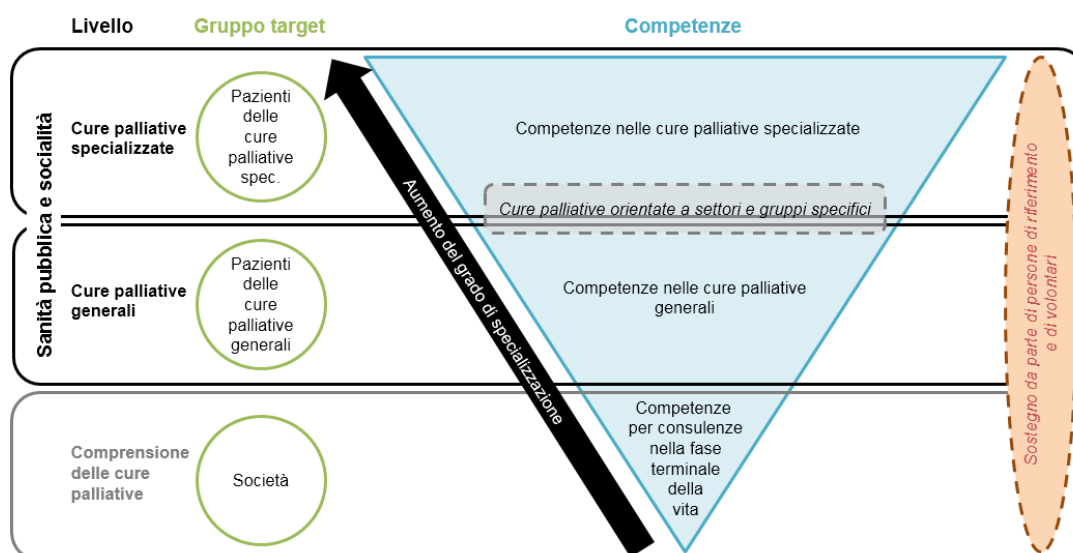 Livello
Gruppo target
Competenze
Sanità pubblica e socialità
Cure palliative
specializzate
Pazienti
delle
cure
palliative
spec.
Aumento del grado di specializzazione
Competenze nelle cure palliative specializzate
Cure palliative orientate a settori e gruppi specifici
Cure palliative
generali
Pazienti
delle
cure
palliative
generali
Competenze nelle cure palliative
generali
Comprensione
delle cure
palliative
Società
Competenze
per consulenze
nella fase
terminale
della
vita
Sostegno da parte di persone di riferimento
e di volontari